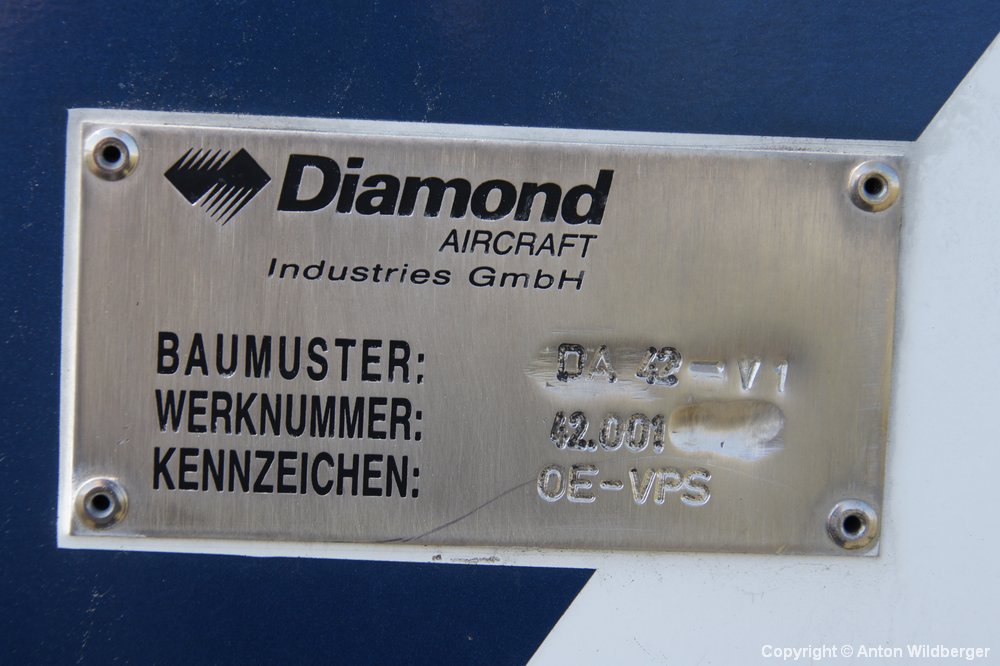 Diamond
AIRCRAFT
Industries GmbH
BAUMUSTER: DA 42-V1
WERKNUMMER: 42.001
KENNZEICHEN: OE-VPS
Copyright © Anton Wildberger